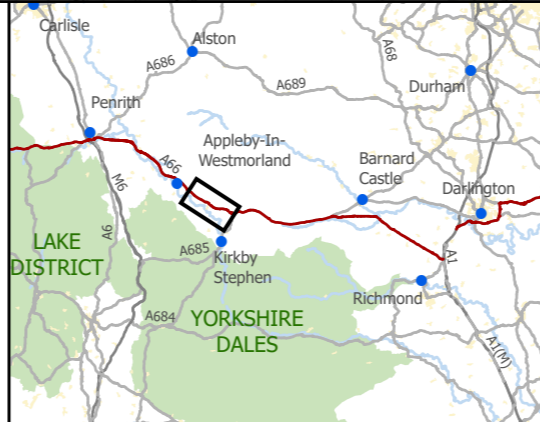 Carlisle
Alston
A68
A686
A689
Durham
Penrith
Appleby-In-
Westmorland
A66
Barnard
Castle
Darlington
M6
A6
LAKE
DISTRICT
A685
Kirkby
Stephen
A1
Richmond
A684
YORKSHIRE
DALES
A1(M)